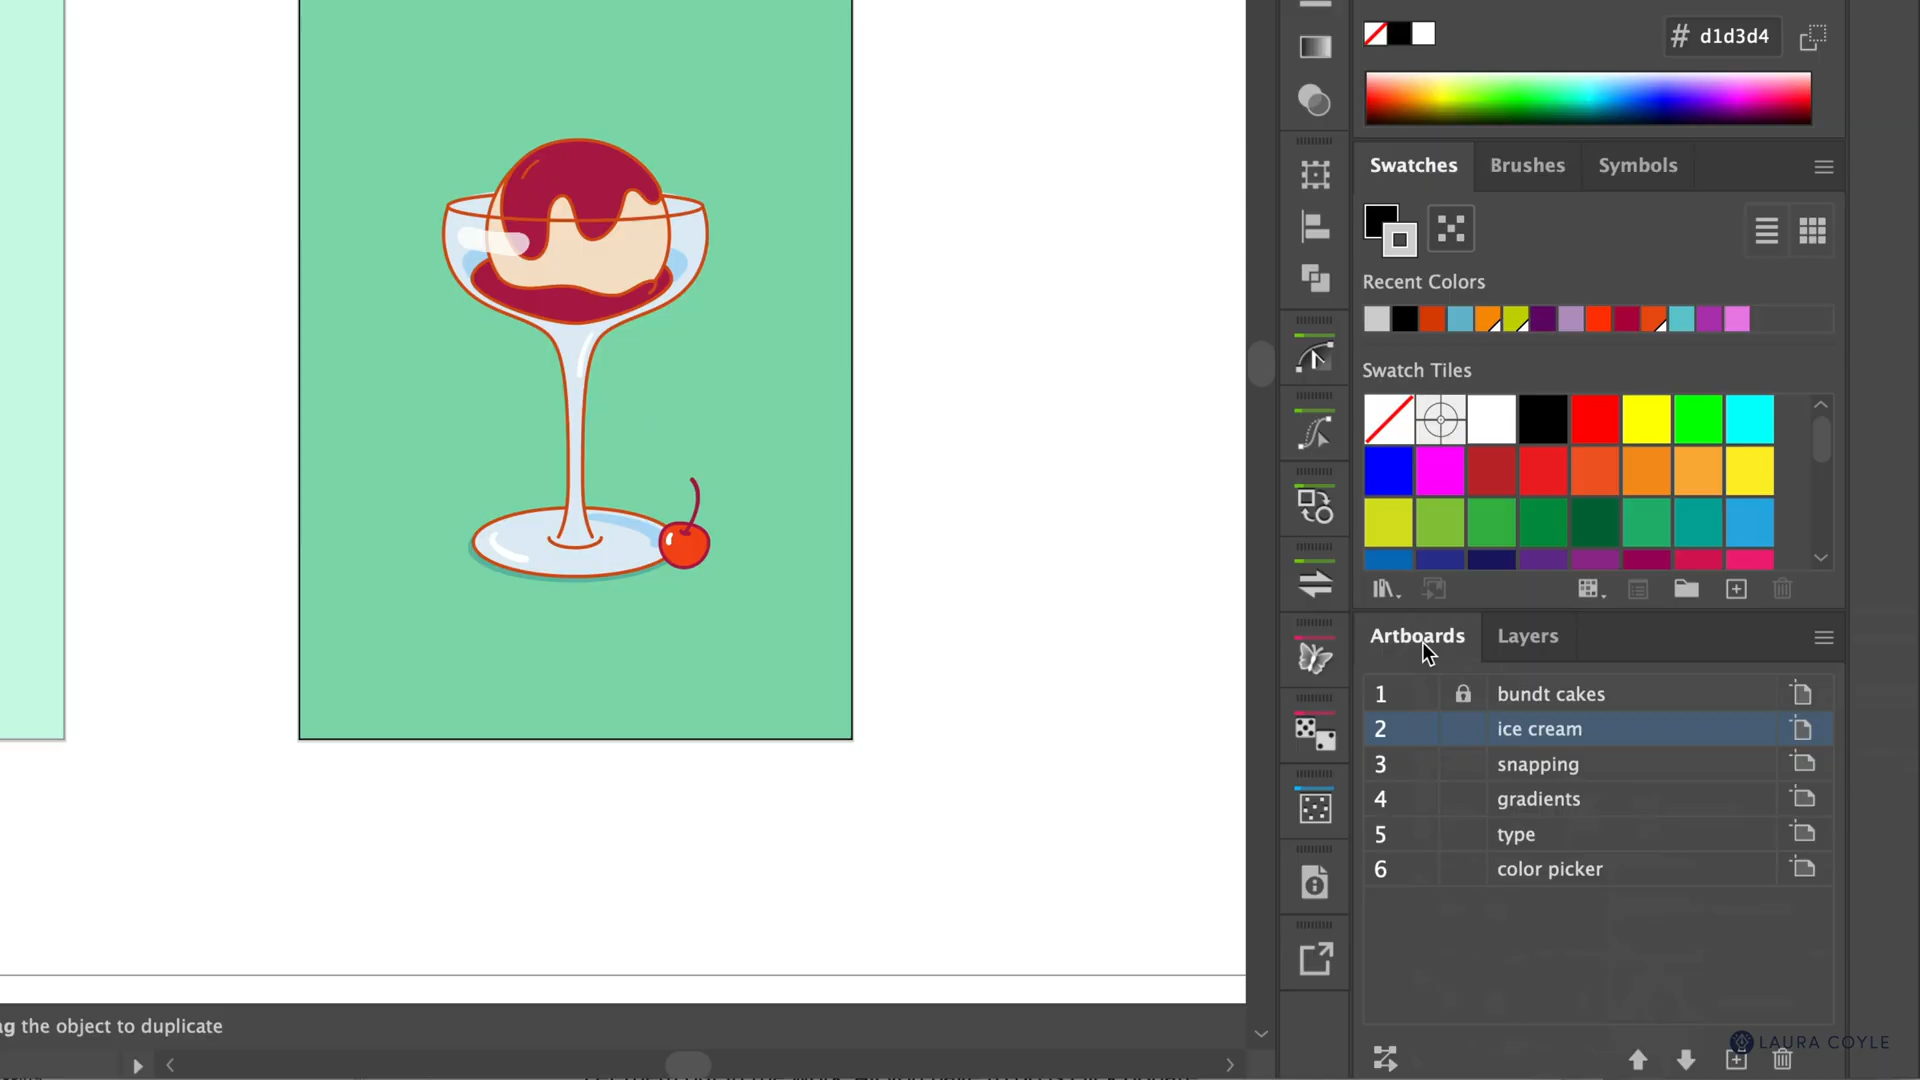 # d1d3d4
Swatches Brushes Symbols
Recent Colors
Swatch Tiles
Artboards Layers
1 bundt cakes
2 ice cream
3 snapping
4 gradients
5 type
6 color picker
the object to duplicate
LAURA COYLE